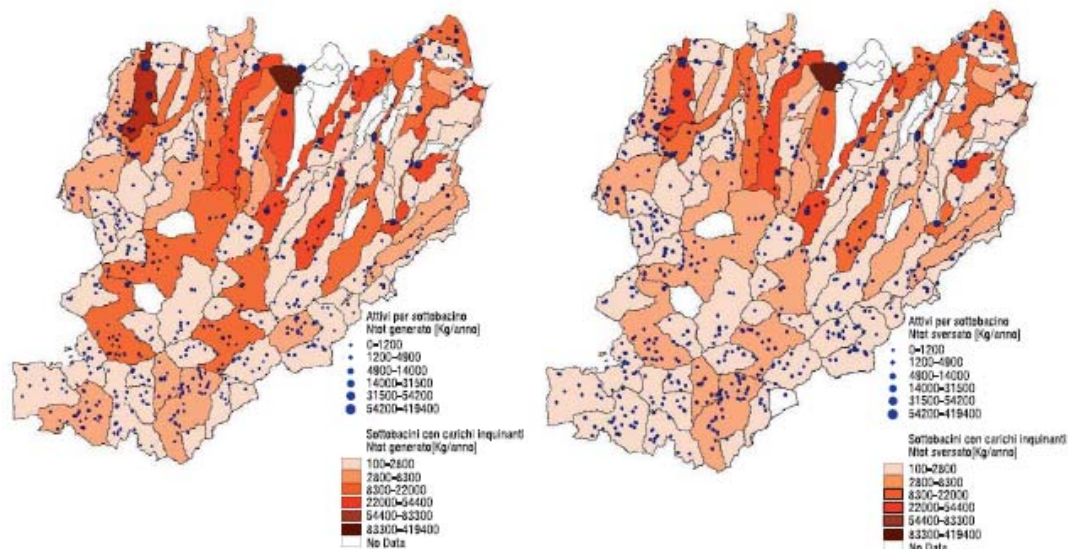 Attivi per sottobacino
Ntot generato [Kg/anno]
0–1200
1200–4900
4900–14000
14000–31500
31500–54200
54200–419400
Sottobacini con carichi inquinanti
Ntot generato[Kg/anno]
100–2800
2800–8300
8300–22000
22000–54400
54400–83300
83300–419400
No Data
Attivi per sottobacino
Ntot sversato [Kg/anno]
0–1200
1200–4900
4900–14000
14000–31500
31500–54200
54200–419400
Sottobacini con carichi inquinanti
Ntot sversato[Kg/anno]
100–2800
2800–8300
8300–22000
22000–54400
54400–83300
83300–419400
No Data